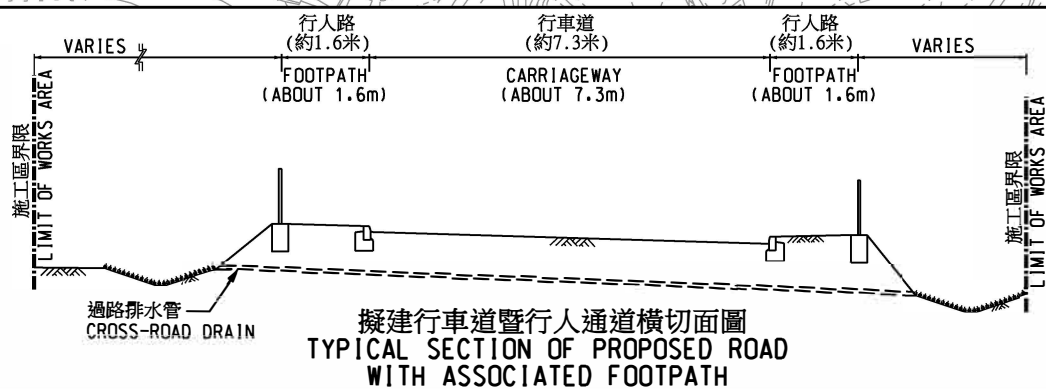 VARIES
行人路
(約1.6米)
FOOTPATH
(ABOUT 1.6m)
行車道
(約7.3米)
CARRIAGEWAY
(ABOUT 7.3m)
行人路
(約1.6米)
FOOTPATH
(ABOUT 1.6m)
VARIES
施工區界限
LIMIT OF WORKS AREA
施工區界限
LIMIT OF WORKS AREA
過路排水管
CROSS-ROAD DRAIN
擬建行車道暨行人通道橫切面圖
TYPICAL SECTION OF PROPOSED ROAD
WITH ASSOCIATED FOOTPATH